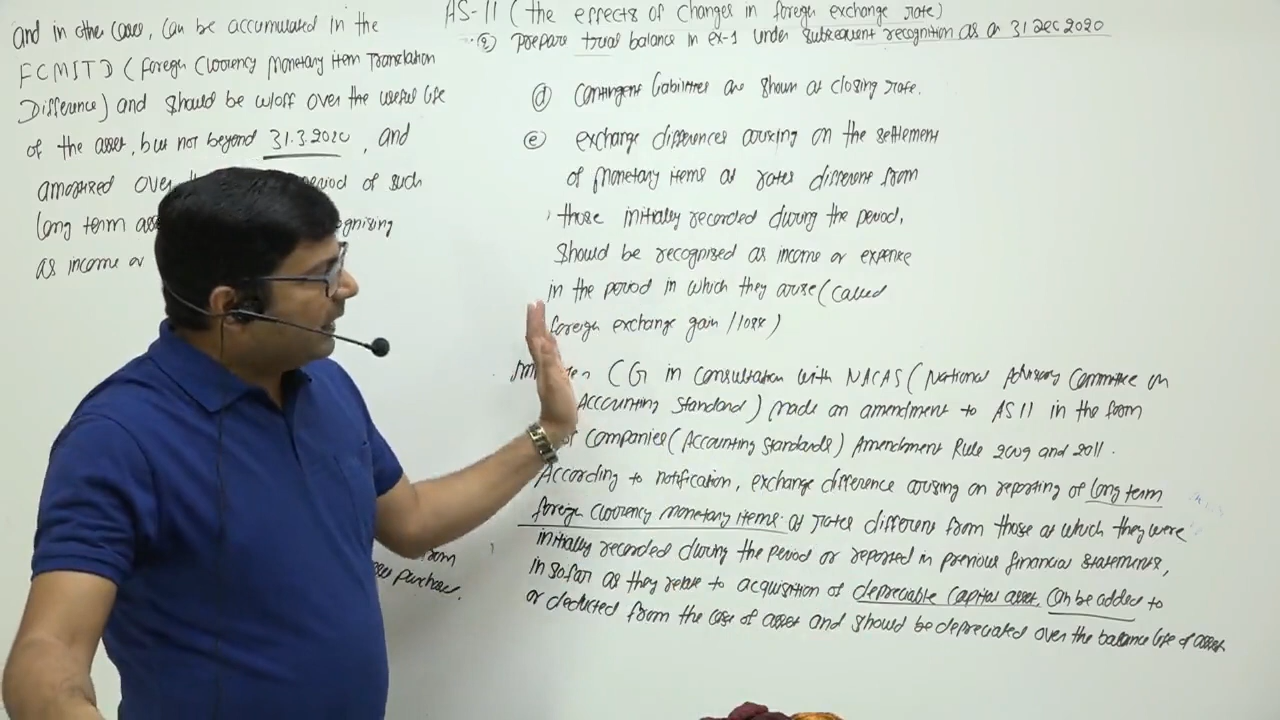 AS-11 (the effects of changes in foreign exchange rate)
Q) Prepare trial balance in ex-1 under subsequent recognition as on 31 Dec 2020
d) Contingent liabilities are shown at closing rate.
e) exchange differences arising on the settlement
of monetary items at rates different from
those initially recorded during the period,
should be recognised as income or expense
in the period in which they arise (called
foreign exchange gain / loss)
CG in consultation with NACAS (National Advisory Committee on
Accounting Standard) made an amendment to AS 11 in the form
of Companies (Accounting Standards) Amendment Rule 2009 and 2011.
According to notification, exchange difference arising on reporting of long term
foreign currency monetary items at rates different from those at which they were
initially recorded during the period or reported in previous financial statements,
in so far as they relate to acquisition of depreciable capital asset, can be added to
or deducted from the cost of asset and should be depreciated over the balance life of asset
and in other cases, can be accumulated in the
FCMITD (foreign currency monetary item Translation
Difference) and should be w/off over the useful life
of the asset, but not beyond 31.3.2020, and
amortized over period of such
long term
as income or
from
purchase.